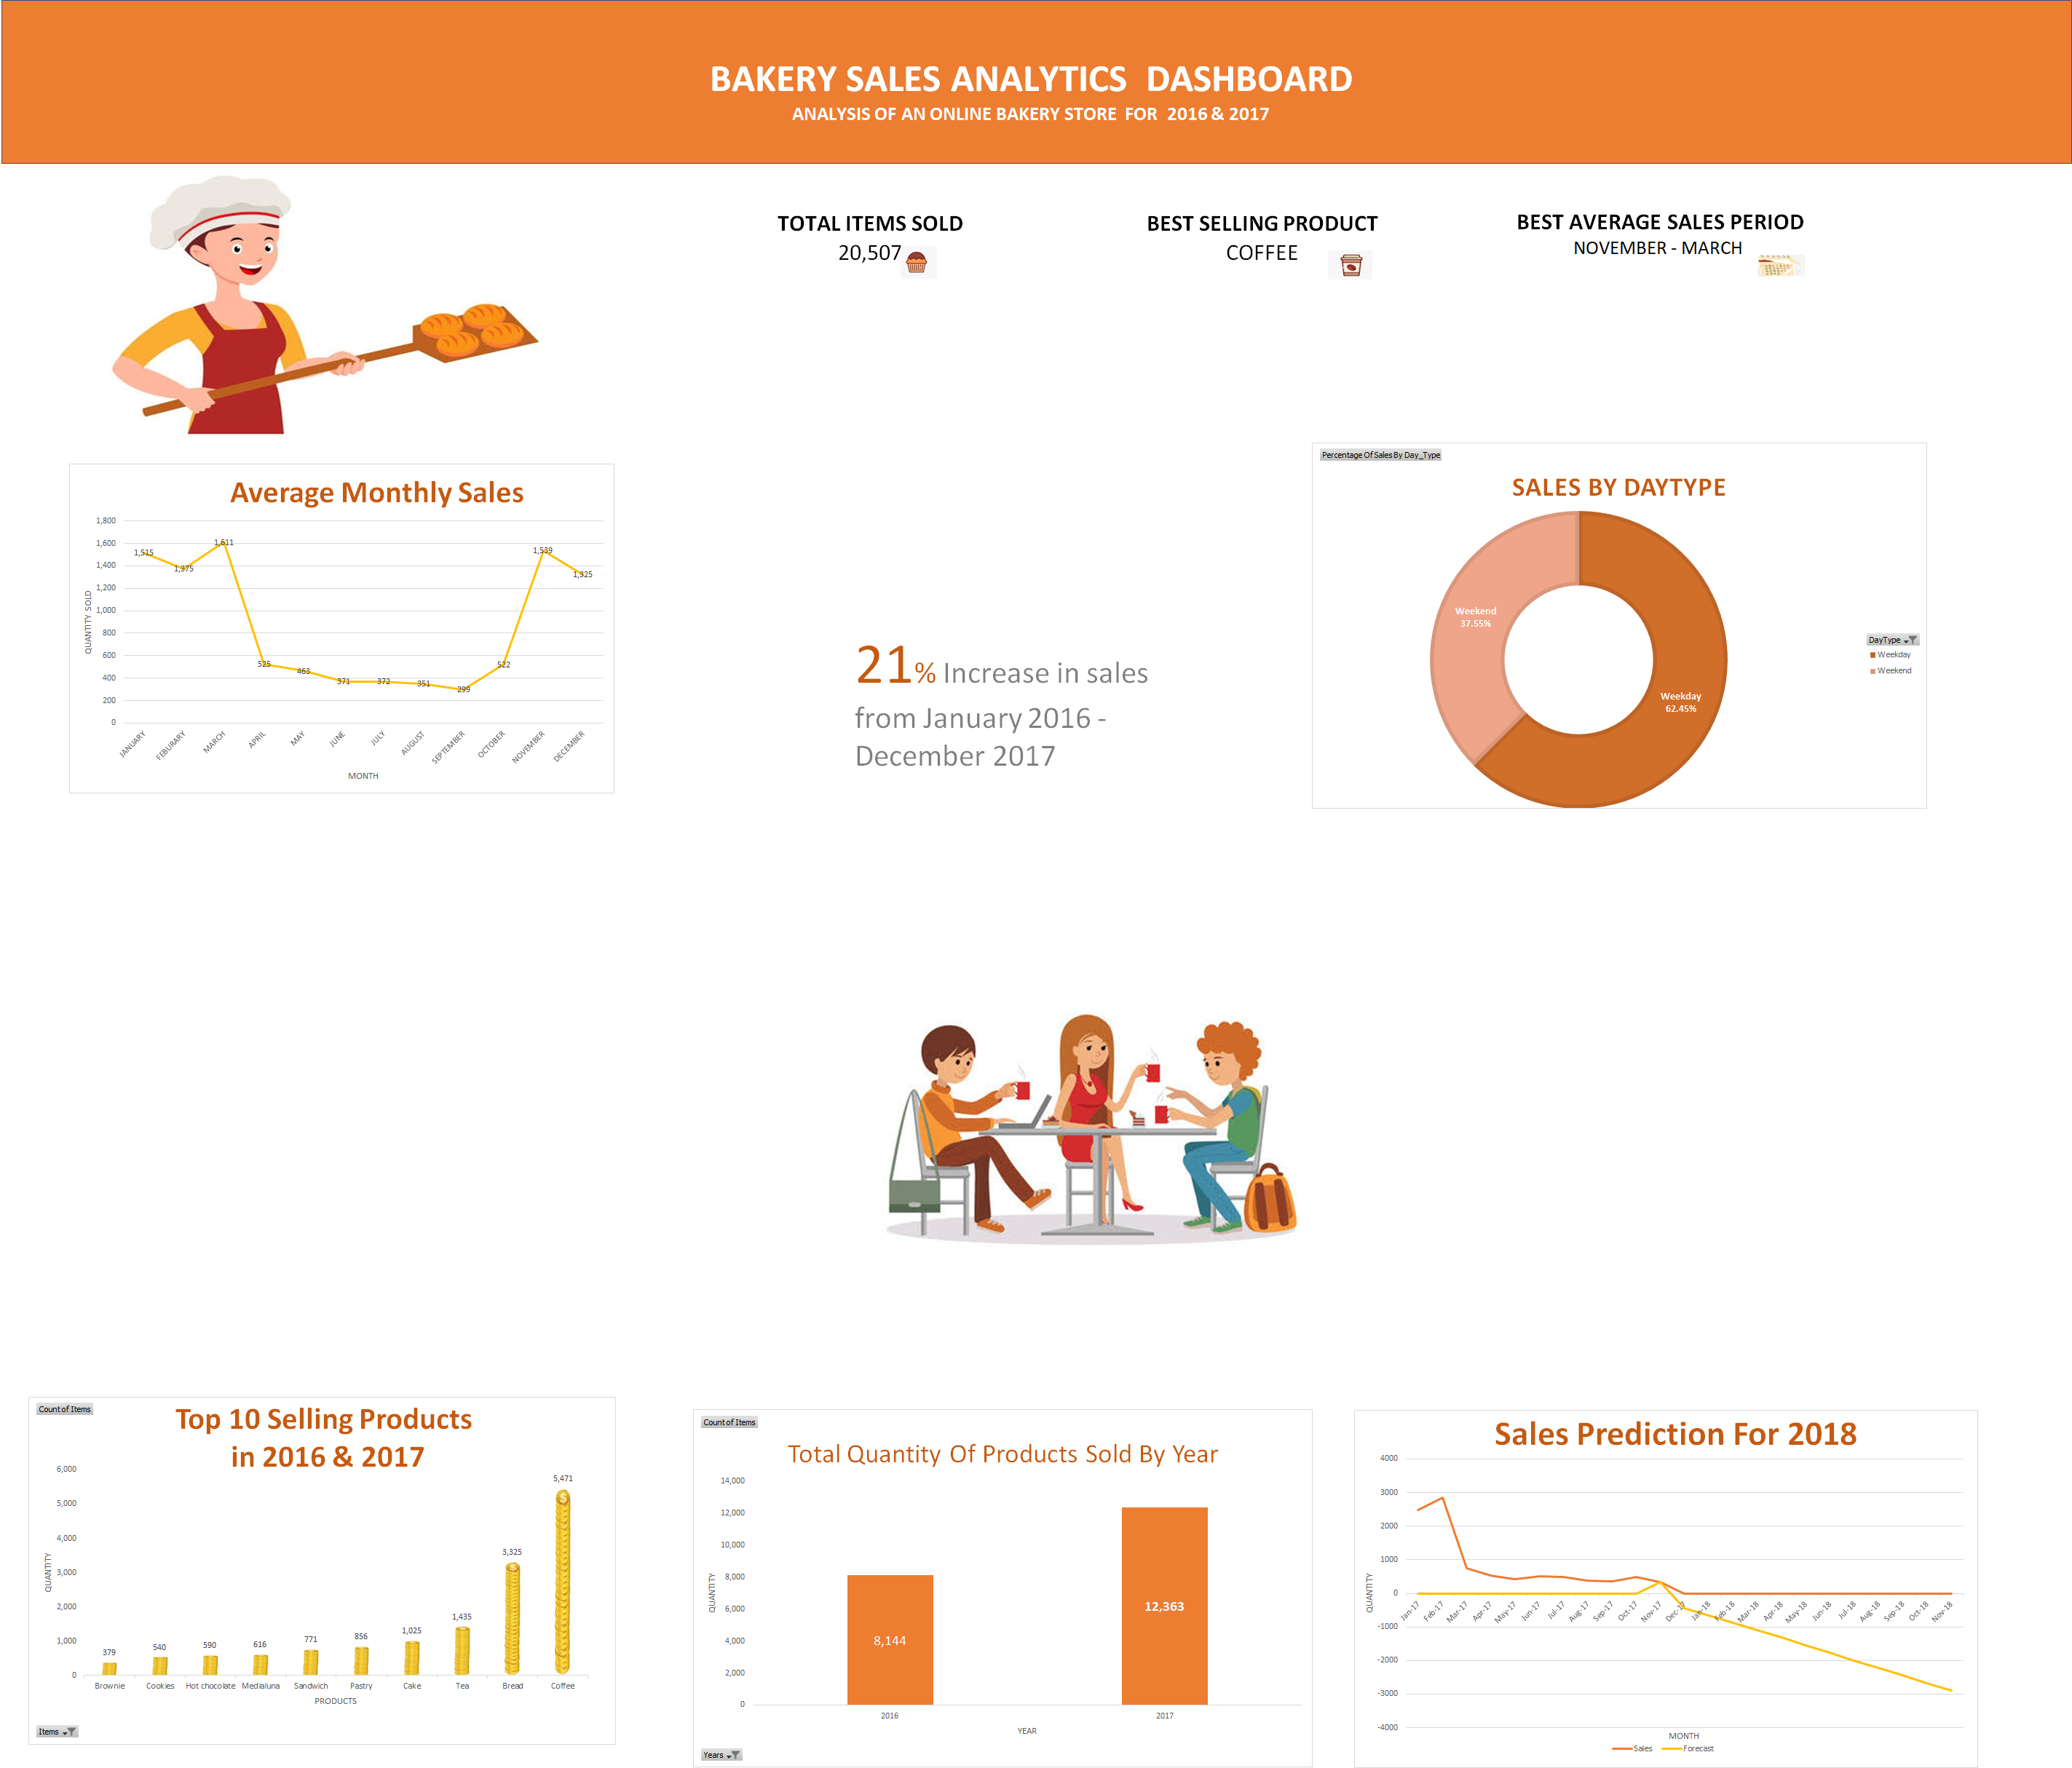 BAKERY SALES ANALYTICS DASHBOARD
ANALYSIS OF AN ONLINE BAKERY STORE FOR 2016 & 2017
TOTAL ITEMS SOLD
20,507
BEST SELLING PRODUCT
COFFEE
BEST AVERAGE SALES PERIOD
NOVEMBER - MARCH
Average Monthly Sales
QUANTITY SOLD
1,800
1,600
1,400
1,200
1,000
800
600
400
200
0
1,515
1,375
1,611
525
463
371
372
351
299
522
1,539
1,325
JANUARY
FEBURARY
MARCH
APRIL
MAY
JUNE
JULY
AUGUST
SEPTEMBER
OCTOBER
NOVEMBER
DECEMBER
MONTH
21% Increase in sales
from January 2016 -
December 2017
Percentage Of Sales By Day_Type
SALES BY DAYTYPE
Weekend
37.55%
Weekday
62.45%
DayType
Weekday
Weekend
Count of Items
Top 10 Selling Products
in 2016 & 2017
QUANTITY
6,000
5,000
4,000
3,000
2,000
1,000
0
379
540
590
616
771
856
1,025
1,435
3,325
5,471
Brownie
Cookies
Hot chocolate
Medialuna
Sandwich
Pastry
Cake
Tea
Bread
Coffee
PRODUCTS
Items
Count of Items
Total Quantity Of Products Sold By Year
QUANTITY
14,000
12,000
10,000
8,000
6,000
4,000
2,000
0
8,144
12,363
2016
2017
YEAR
Years
Sales Prediction For 2018
QUANTITY
4000
3000
2000
1000
0
-1000
-2000
-3000
-4000
Jan-17
Feb-17
Mar-17
Apr-17
May-17
Jun-17
Jul-17
Aug-17
Sep-17
Oct-17
Nov-17
Dec-17
Jan-18
Feb-18
Mar-18
Apr-18
May-18
Jun-18
Jul-18
Aug-18
Sep-18
Oct-18
Nov-18
MONTH
Sales
Forecast